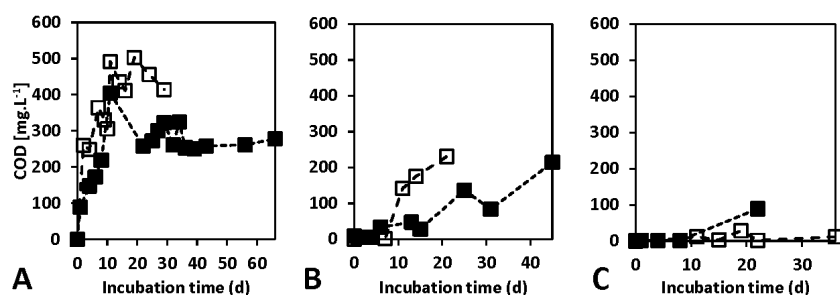 600 600 600
500 500 500
400 400 400
300 300 300
200 200 200
100 100 100
0 0 0
COD [mg.L⁻¹]
0 10 20 30 40 50 60
0 10 20 30 40
0 10 20 30
A Incubation time (d)
B Incubation time (d)
C Incubation time (d)